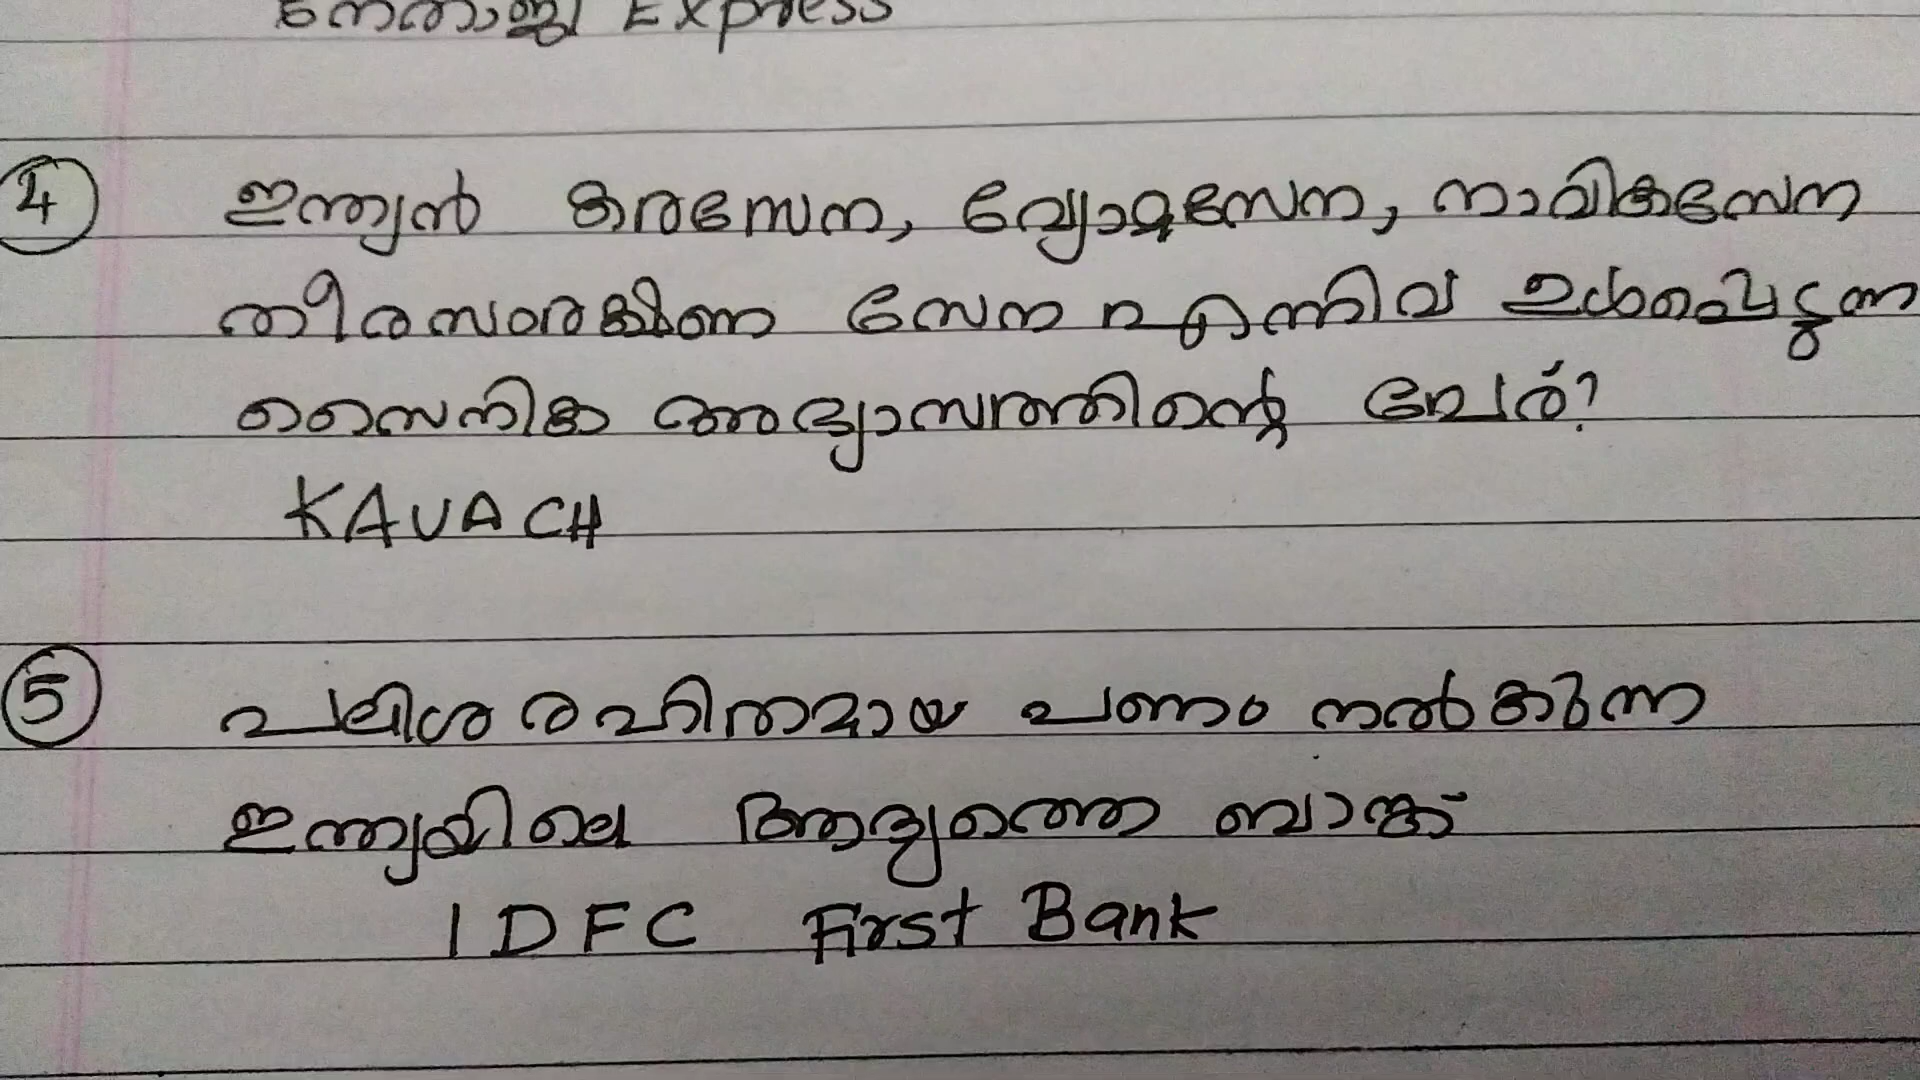 നേതാജി Express
4 ഇന്ത്യൻ കരസേന, വ്യോമസേന, നാവികസേന
തീരസംരക്ഷണ സേന എന്നിവ ഉൾപ്പെടുന്ന
സൈനിക അഭ്യാസത്തിന്റെ പേര്?
KAVACH
5 പലിശ രഹിതമായ പണം നൽകുന്ന
ഇന്ത്യയിലെ ആദ്യത്തെ ബാങ്ക്
IDFC First Bank